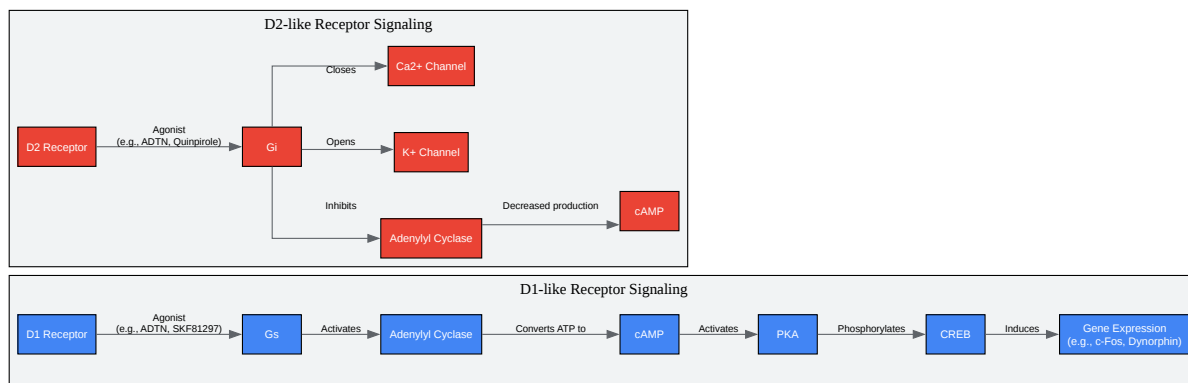 D2-like Receptor Signaling
Closes
Ca2+ Channel
D2 Receptor
Agonist
(e.g., ADTN, Quinpirole)
Gi
Opens
K+ Channel
Inhibits
Adenylyl Cyclase
Decreased production
cAMP
D1-like Receptor Signaling
D1 Receptor
Agonist
(e.g., ADTN, SKF81297)
Gs
Activates
Adenylyl Cyclase
Converts ATP to
cAMP
Activates
PKA
Phosphorylates
CREB
Induces
Gene Expression
(e.g., c-Fos, Dynorphin)